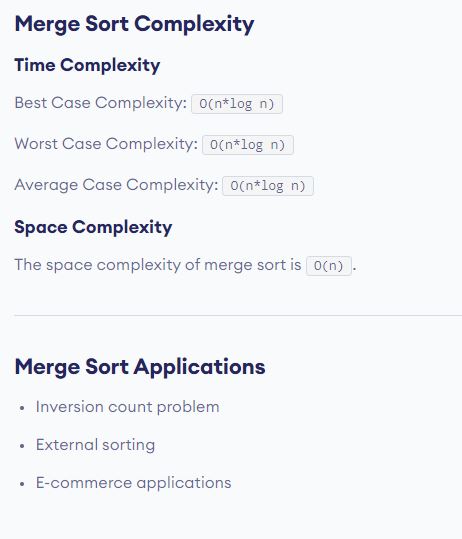 Merge Sort Complexity
Time Complexity
Best Case Complexity: O(n*log n)
Worst Case Complexity: O(n*log n)
Average Case Complexity: O(n*log n)
Space Complexity
The space complexity of merge sort is O(n).
Merge Sort Applications
• Inversion count problem
• External sorting
• E-commerce applications